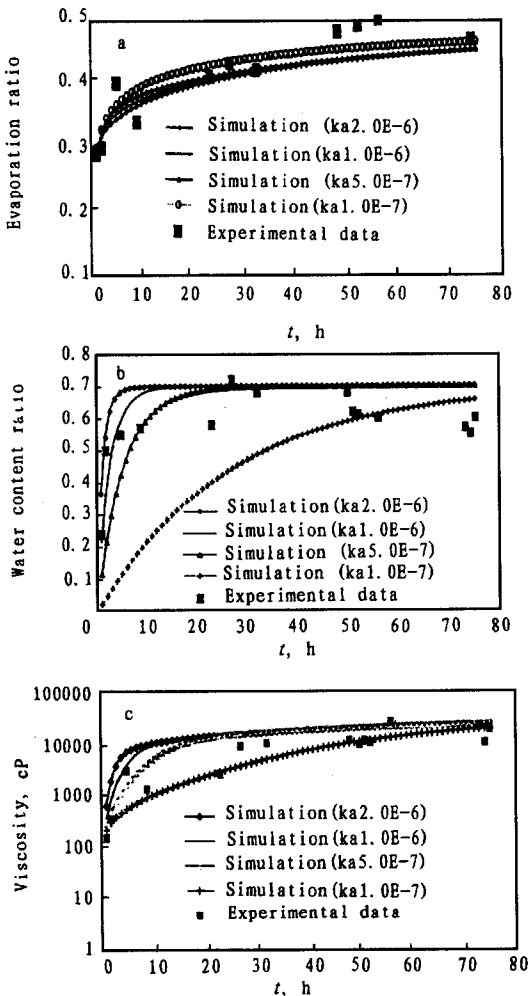 a
Evaporation ratio
0.5
0.4
0.3
0.2
0.1
Simulation (ka2.0E-6)
Simulation(ka1.0E-6)
Simulation (ka5.0E-7)
Simulation(ka1.0E-7)
Experimental data
0 10 20 30 40 50 60 70 80
t, h
b
Water content ratio
0.8
0.7
0.6
0.5
0.4
0.3
0.2
0.1
Simulation(ka2.0E-6)
Simulation(ka1.0E-6)
Simulation (ka5.0E-7)
Simulation (ka1.0E-7)
Experimental data
0 10 20 30 40 50 60 70 80
t, h
c
Viscosity, cP
100000
10000
1000
100
10
1
Simulation(ka2.0E-6)
Simulation(ka1.0E-6)
Simulation(ka5.0E-7)
Simulation(ka1.0E-7)
Experimental data
0 10 20 30 40 50 60 70 80
t, h